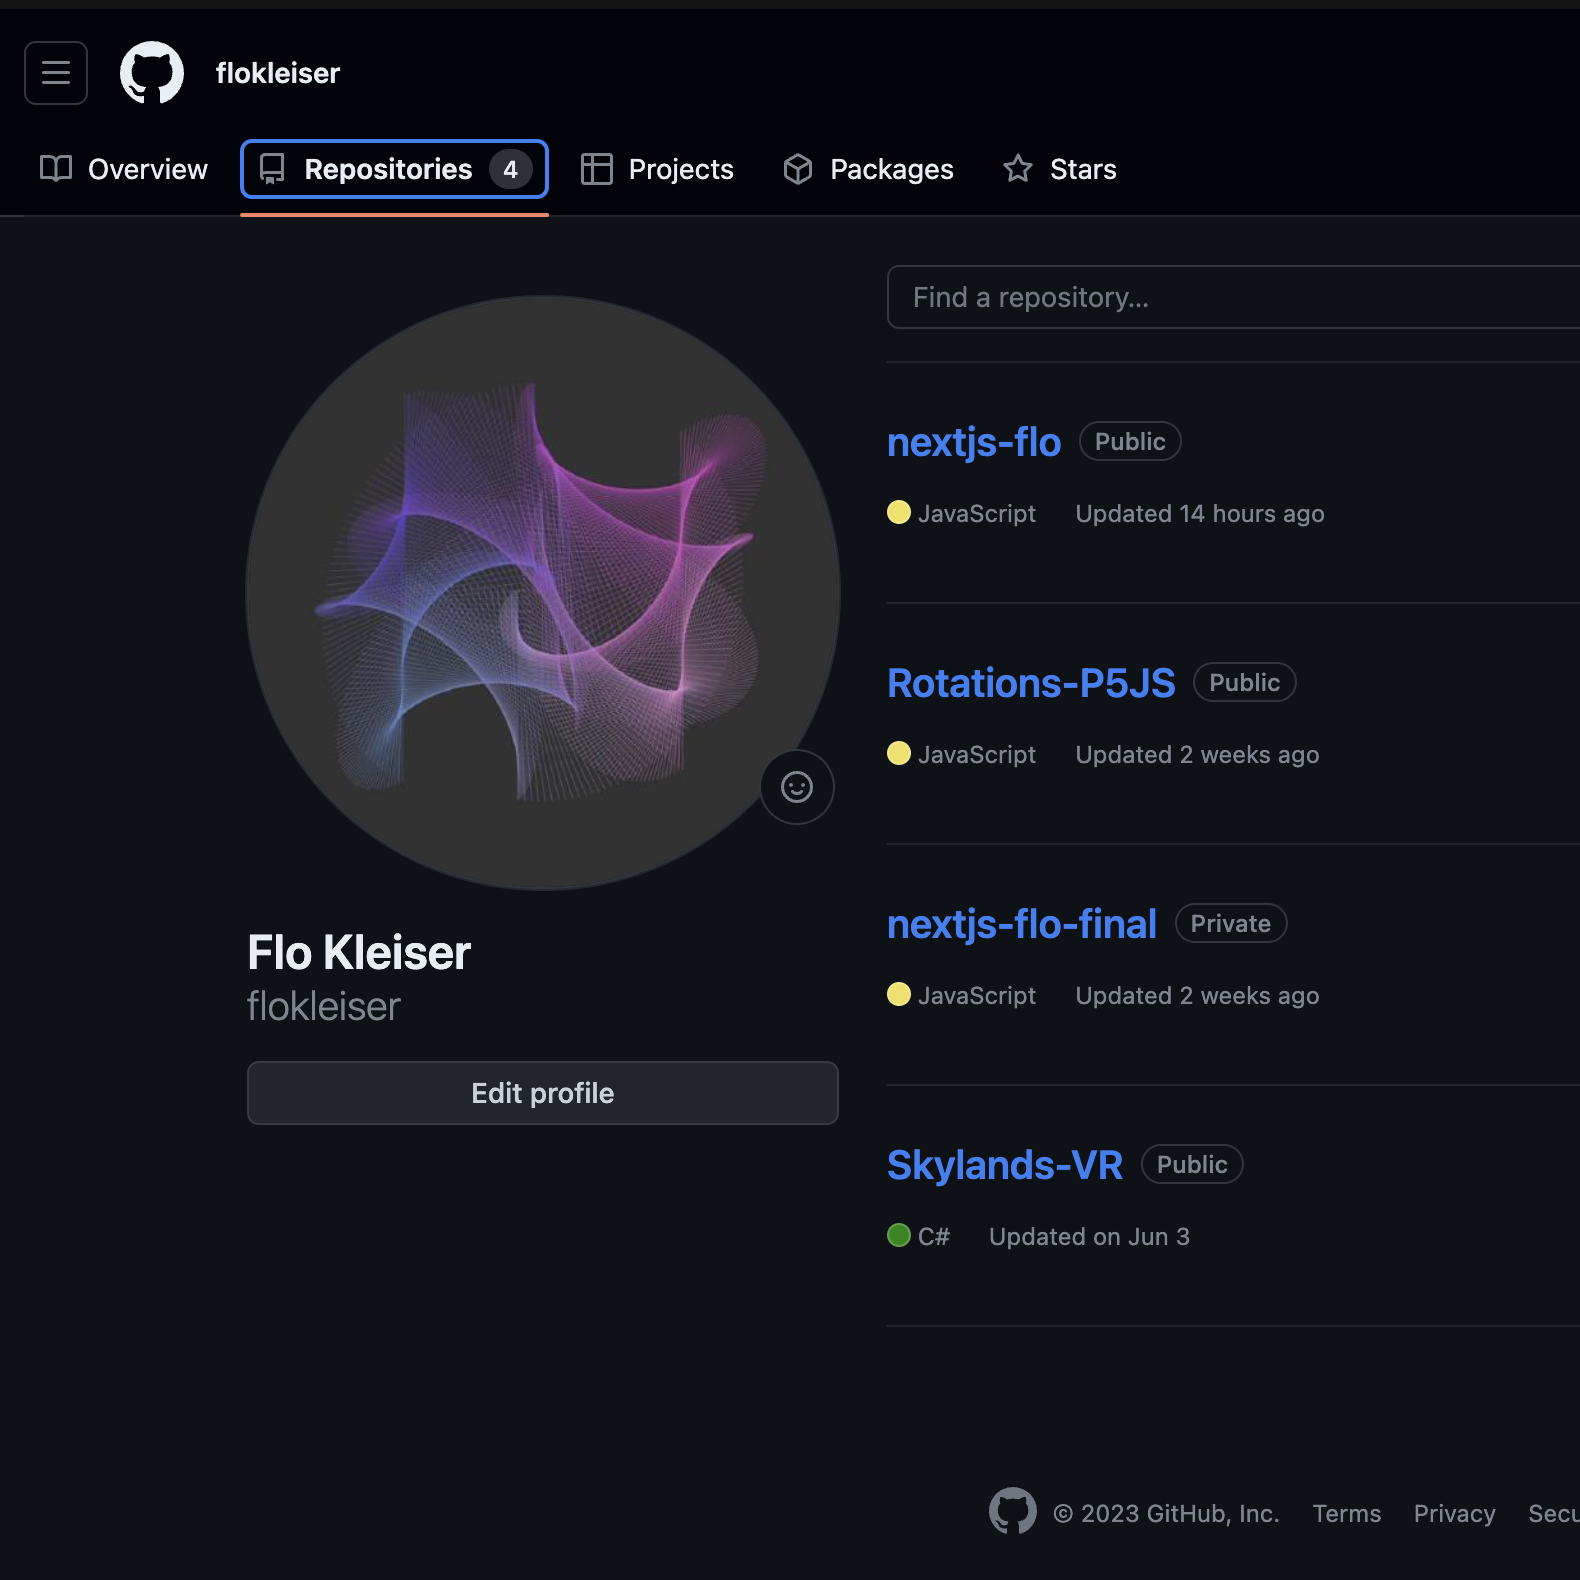 flokleiser
Overview Repositories 4 Projects Packages Stars
Find a repository...
nextjs-flo Public
JavaScript Updated 14 hours ago
Rotations-P5JS Public
JavaScript Updated 2 weeks ago
nextjs-flo-final Private
JavaScript Updated 2 weeks ago
Skylands-VR Public
C# Updated on Jun 3
Flo Kleiser
flokleiser
Edit profile
© 2023 GitHub, Inc. Terms Privacy Secu